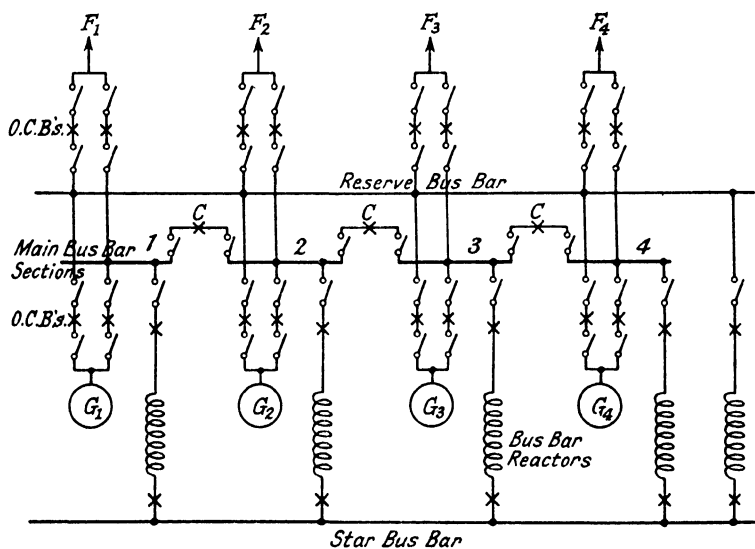 F1 F2 F3 F4
O.C.B's.
Reserve Bus Bar
C C C
1 2 3 4
Main Bus Bar
Sections
O.C.B's.
G1 G2 G3 G4
Bus Bar
Reactors
Star Bus Bar